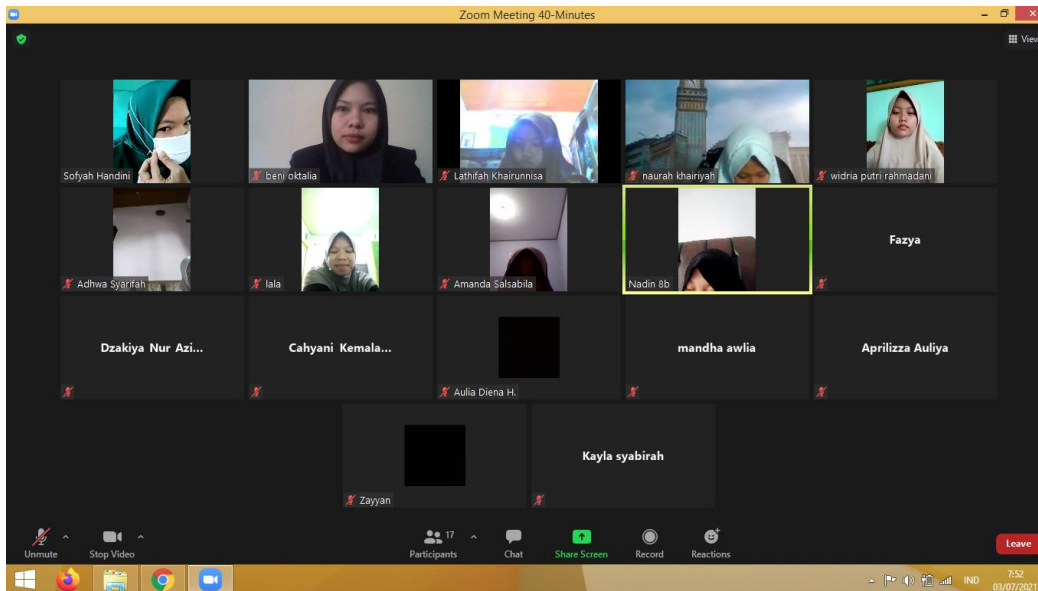 Zoom Meeting 40-Minutes
View
Sofyah Handini
beni oktalia
Lathifah Khairunnisa
naurah khairiyah
widria putri rahmadani
Adhwa Syarifah
lala
Amanda Salsabila
Nadin 8b
Fazya
Dzakiya Nur Azi...
Cahyani Kemala...
Aulia Diena H.
mandha awlia
Aprilizza Auliya
Zayyan
Kayla syabirah
Unmute
Stop Video
17
Participants
Chat
Share Screen
Record
Reactions
Leave
IND
7:52
03/07/2021